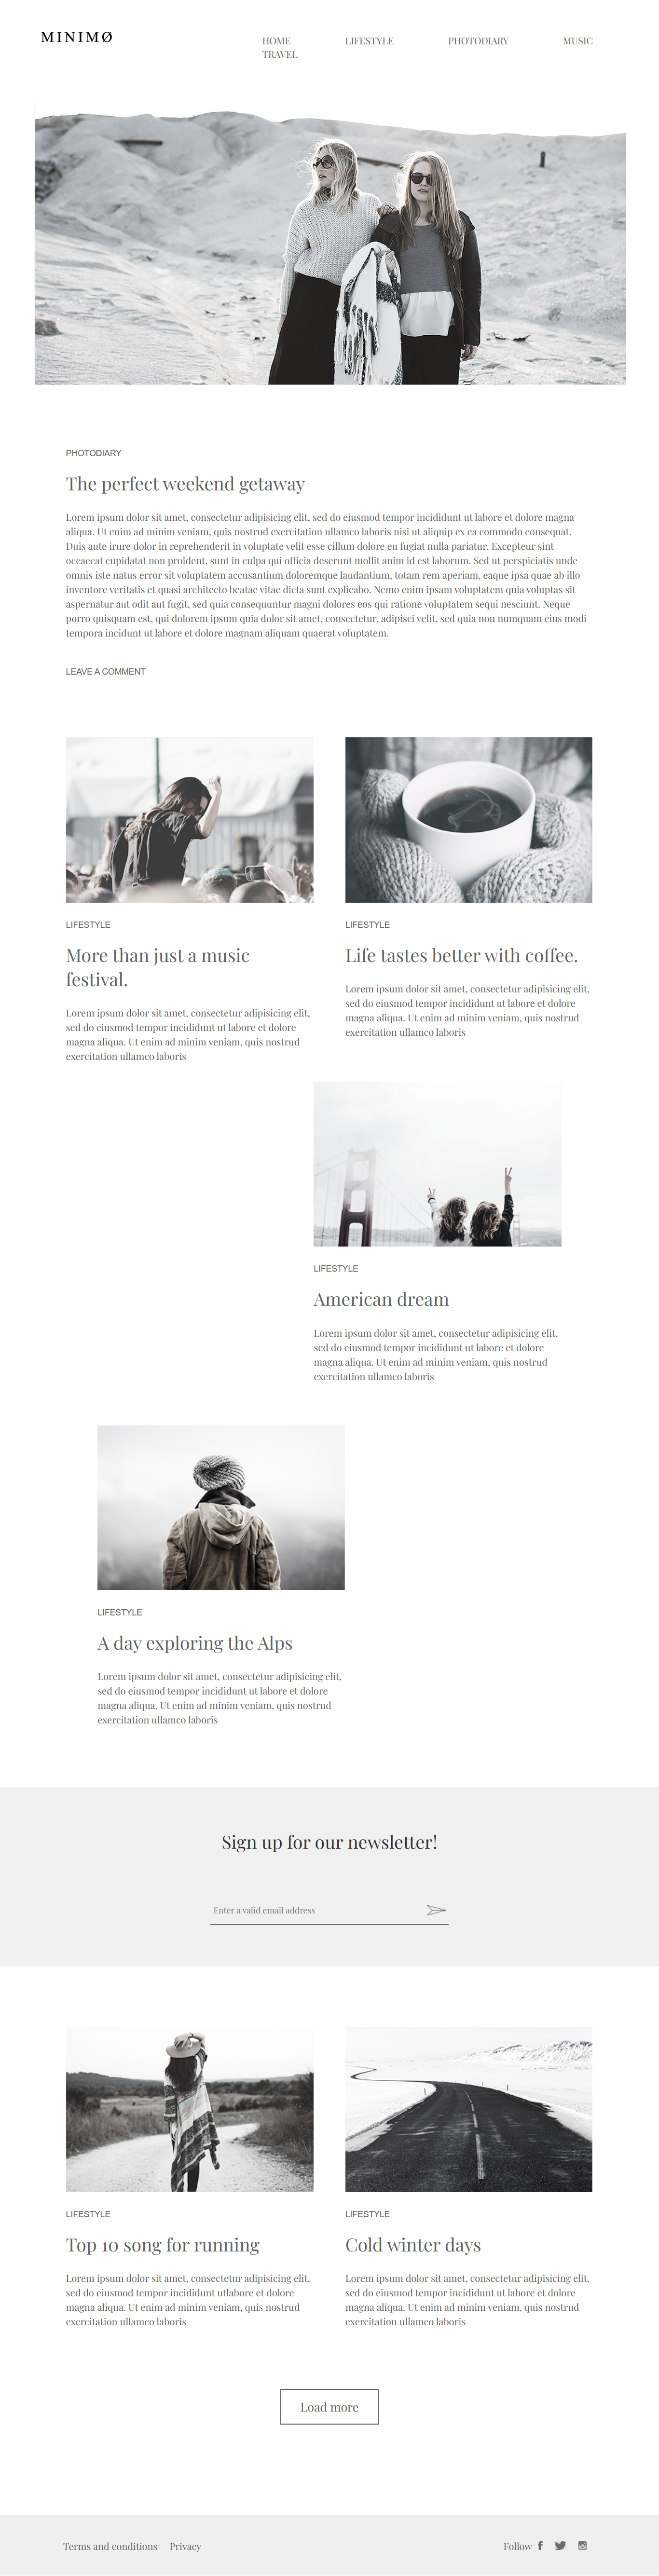 MINIMØ
HOME LIFESTYLE PHOTODIARY MUSIC
TRAVEL
PHOTODIARY
The perfect weekend getaway
Lorem ipsum dolor sit amet, consectetur adipisicing elit, sed do eiusmod tempor incididunt ut labore et dolore magna
aliqua. Ut enim ad minim veniam, quis nostrud exercitation ullamco laboris nisi ut aliquip ex ea commodo consequat.
Duis aute irure dolor in reprehenderit in voluptate velit esse cillum dolore eu fugiat nulla pariatur. Excepteur sint
occaecat cupidatat non proident, sunt in culpa qui officia deserunt mollit anim id est laborum. Sed ut perspiciatis unde
omnis iste natus error sit voluptatem accusantium doloremque laudantium, totam rem aperiam, eaque ipsa quae ab illo
inventore veritatis et quasi architecto beatae vitae dicta sunt explicabo. Nemo enim ipsam voluptatem quia voluptas sit
aspernatur aut odit aut fugit, sed quia consequuntur magni dolores eos qui ratione voluptatem sequi nesciunt. Neque
porro quisquam est, qui dolorem ipsum quia dolor sit amet, consectetur, adipisci velit, sed quia non numquam eius modi
tempora incidunt ut labore et dolore magnam aliquam quaerat voluptatem.
LEAVE A COMMENT
LIFESTYLE
More than just a music
festival.
Lorem ipsum dolor sit amet, consectetur adipisicing elit,
sed do eiusmod tempor incididunt ut labore et dolore
magna aliqua. Ut enim ad minim veniam, quis nostrud
exercitation ullamco laboris
LIFESTYLE
Life tastes better with coffee.
Lorem ipsum dolor sit amet, consectetur adipisicing elit,
sed do eiusmod tempor incididunt ut labore et dolore
magna aliqua. Ut enim ad minim veniam, quis nostrud
exercitation ullamco laboris
LIFESTYLE
American dream
Lorem ipsum dolor sit amet, consectetur adipisicing elit,
sed do eiusmod tempor incididunt ut labore et dolore
magna aliqua. Ut enim ad minim veniam, quis nostrud
exercitation ullamco laboris
LIFESTYLE
A day exploring the Alps
Lorem ipsum dolor sit amet, consectetur adipisicing elit,
sed do eiusmod tempor incididunt ut labore et dolore
magna aliqua. Ut enim ad minim veniam, quis nostrud
exercitation ullamco laboris
Sign up for our newsletter!
Enter a valid email address
LIFESTYLE
Top 10 song for running
Lorem ipsum dolor sit amet, consectetur adipisicing elit,
sed do eiusmod tempor incididunt utlabore et dolore
magna aliqua. Ut enim ad minim veniam, quis nostrud
exercitation ullamco laboris
LIFESTYLE
Cold winter days
Lorem ipsum dolor sit amet, consectetur adipisicing elit,
sed do eiusmod tempor incididunt ut labore et dolore
magna aliqua. Ut enim ad minim veniam, quis nostrud
exercitation ullamco laboris
Load more
Terms and conditions Privacy Follow